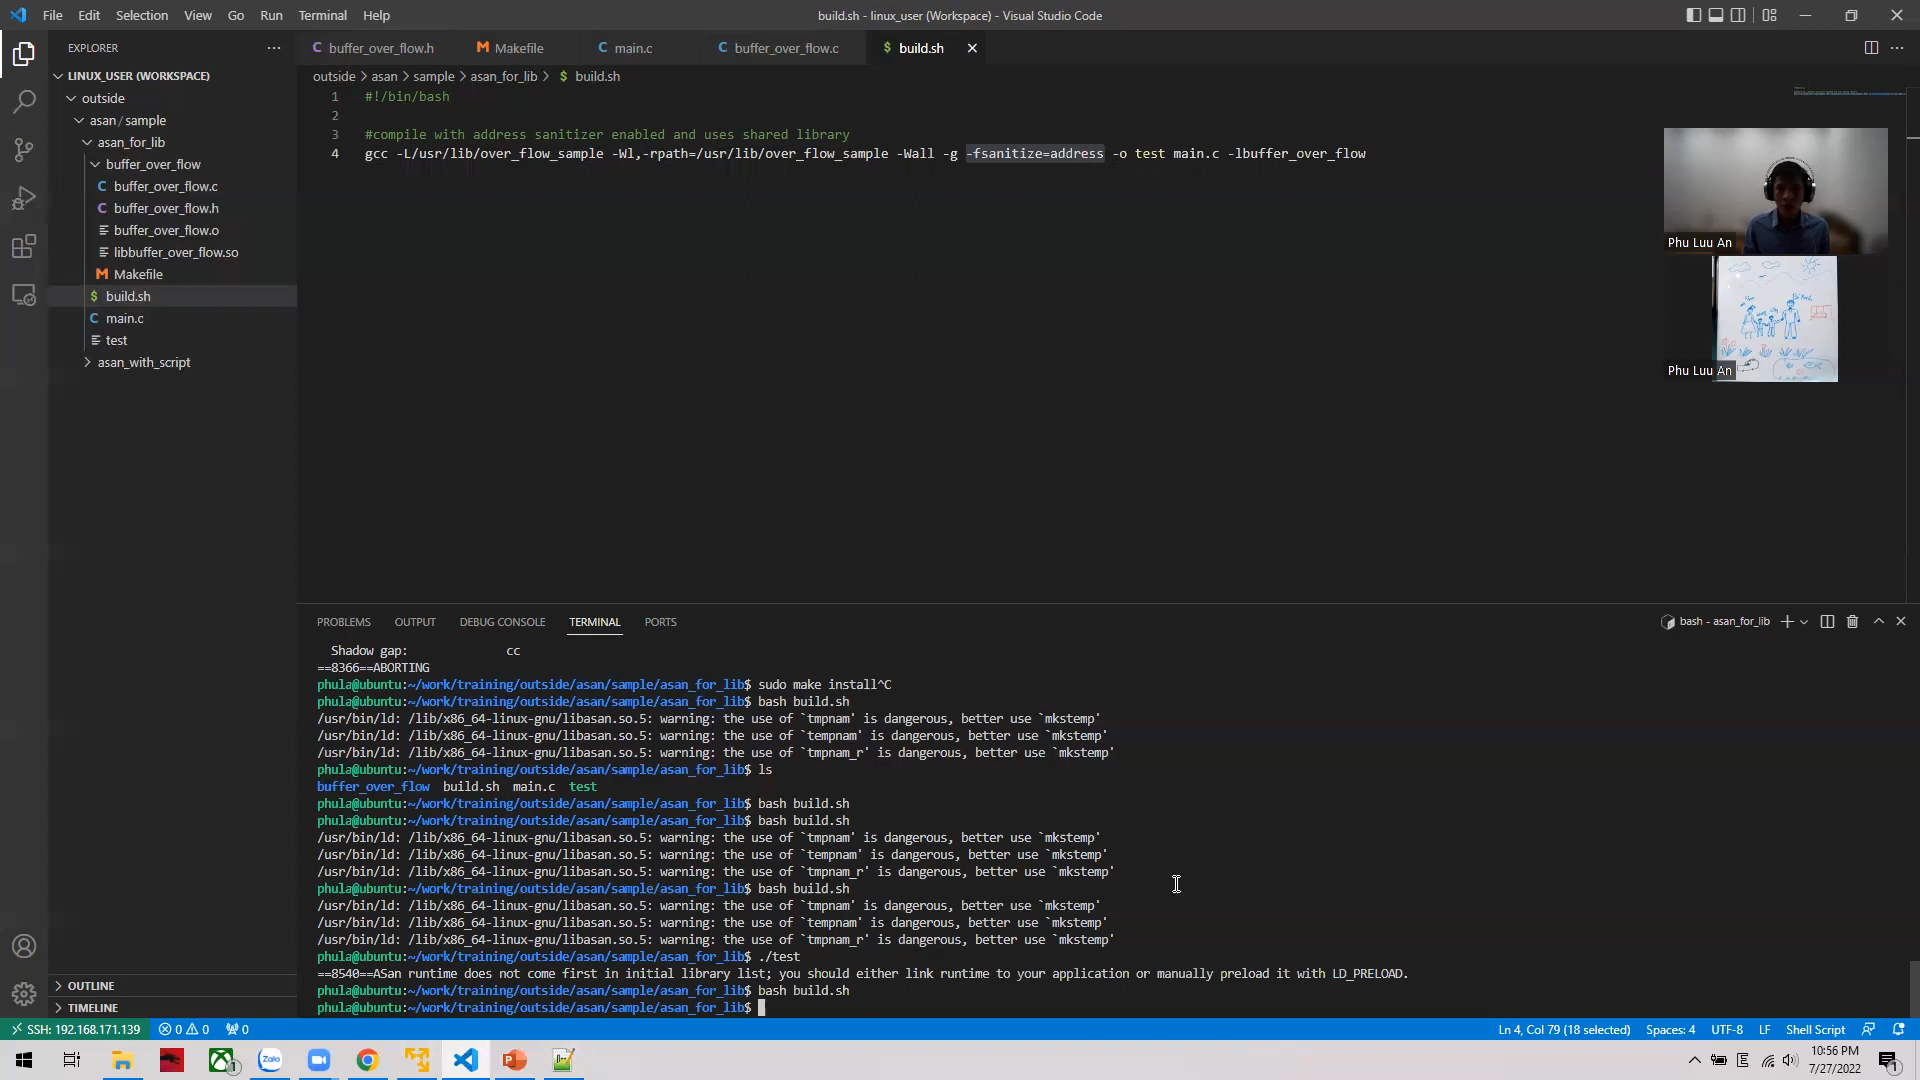 File Edit Selection View Go Run Terminal Help
build.sh - linux_user (Workspace) - Visual Studio Code
EXPLORER
LINUX_USER (WORKSPACE)
outside
asan / sample
asan_for_lib
buffer_over_flow
C buffer_over_flow.c
C buffer_over_flow.h
buffer_over_flow.o
libbuffer_over_flow.so
M Makefile
$ build.sh
C main.c
test
asan_with_script
OUTLINE
TIMELINE
C buffer_over_flow.h
M Makefile
C main.c
C buffer_over_flow.c
$ build.sh
outside > asan > sample > asan_for_lib > $ build.sh
1 #!/bin/bash
2
3 #compile with address sanitizer enabled and uses shared library
4 gcc -L/usr/lib/over_flow_sample -Wl,-rpath=/usr/lib/over_flow_sample -Wall -g -fsanitize=address -o test main.c -lbuffer_over_flow
Phu Luu An
Phu Luu An
PROBLEMS OUTPUT DEBUG CONSOLE TERMINAL PORTS
bash - asan_for_lib
Shadow gap: cc
==8366==ABORTING
phula@ubuntu:~/work/training/outside/asan/sample/asan_for_lib$ sudo make install^C
phula@ubuntu:~/work/training/outside/asan/sample/asan_for_lib$ bash build.sh
/usr/bin/ld: /lib/x86_64-linux-gnu/libasan.so.5: warning: the use of `tmpnam' is dangerous, better use `mkstemp'
/usr/bin/ld: /lib/x86_64-linux-gnu/libasan.so.5: warning: the use of `tempnam' is dangerous, better use `mkstemp'
/usr/bin/ld: /lib/x86_64-linux-gnu/libasan.so.5: warning: the use of `tmpnam_r' is dangerous, better use `mkstemp'
phula@ubuntu:~/work/training/outside/asan/sample/asan_for_lib$ ls
buffer_over_flow build.sh main.c test
phula@ubuntu:~/work/training/outside/asan/sample/asan_for_lib$ bash build.sh
phula@ubuntu:~/work/training/outside/asan/sample/asan_for_lib$ bash build.sh
/usr/bin/ld: /lib/x86_64-linux-gnu/libasan.so.5: warning: the use of `tmpnam' is dangerous, better use `mkstemp'
/usr/bin/ld: /lib/x86_64-linux-gnu/libasan.so.5: warning: the use of `tempnam' is dangerous, better use `mkstemp'
/usr/bin/ld: /lib/x86_64-linux-gnu/libasan.so.5: warning: the use of `tmpnam_r' is dangerous, better use `mkstemp'
phula@ubuntu:~/work/training/outside/asan/sample/asan_for_lib$ bash build.sh
/usr/bin/ld: /lib/x86_64-linux-gnu/libasan.so.5: warning: the use of `tmpnam' is dangerous, better use `mkstemp'
/usr/bin/ld: /lib/x86_64-linux-gnu/libasan.so.5: warning: the use of `tempnam' is dangerous, better use `mkstemp'
/usr/bin/ld: /lib/x86_64-linux-gnu/libasan.so.5: warning: the use of `tmpnam_r' is dangerous, better use `mkstemp'
phula@ubuntu:~/work/training/outside/asan/sample/asan_for_lib$ ./test
==8540==ASan runtime does not come first in initial library list; you should either link runtime to your application or manually preload it with LD_PRELOAD.
phula@ubuntu:~/work/training/outside/asan/sample/asan_for_lib$ bash build.sh
phula@ubuntu:~/work/training/outside/asan/sample/asan_for_lib$
SSH: 192.168.171.139 0 0 0
Ln 4, Col 79 (18 selected) Spaces: 4 UTF-8 LF Shell Script
Zalo
10:56 PM
7/27/2022